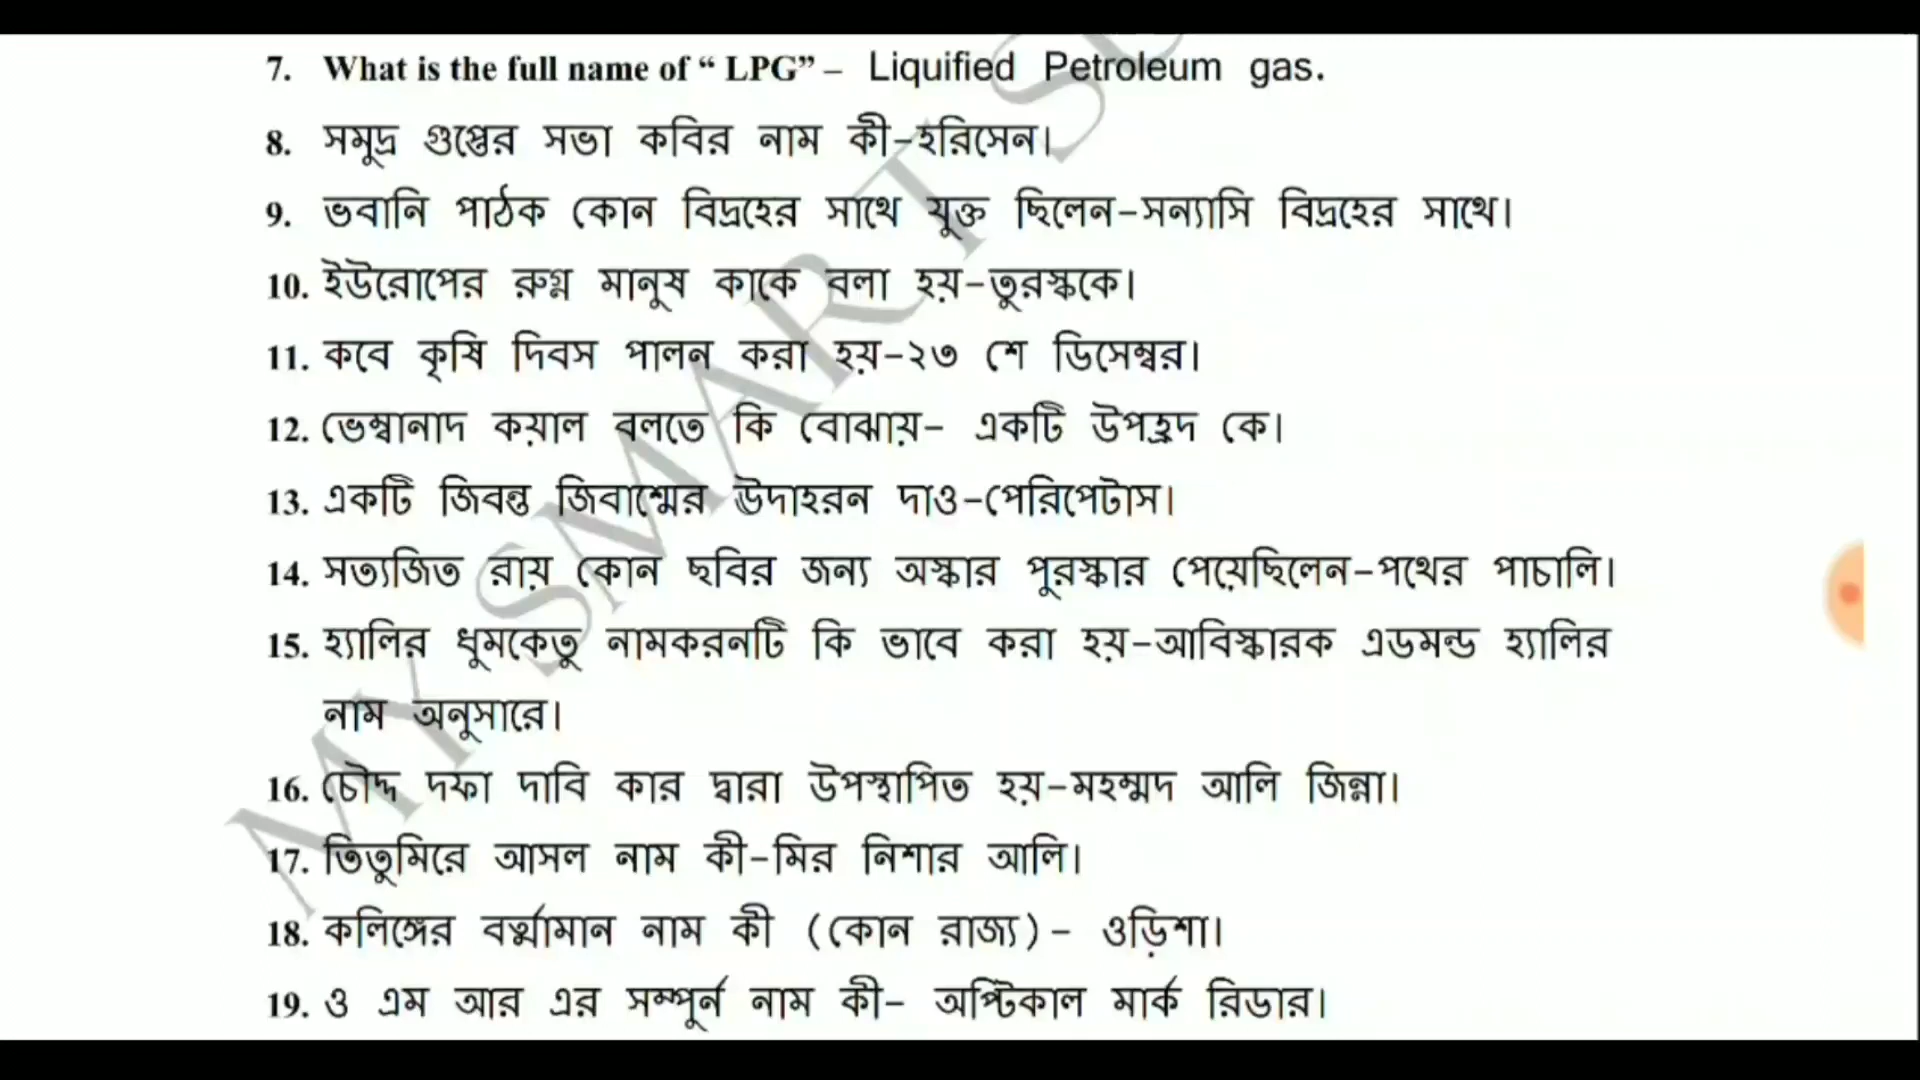 7. What is the full name of “ LPG” – Liquified Petroleum gas.
8. সমুদ্র গুপ্তের সভা কবির নাম কী-হরিসেন।
9. ভবানি পাঠক কোন বিদ্রহের সাথে যুক্ত ছিলেন-সন্যাসি বিদ্রহের সাথে।
10. ইউরোপের রুগ্ন মানুষ কাকে বলা হয়-তুরস্ককে।
11. কবে কৃষি দিবস পালন করা হয়-২৩ শে ডিসেম্বর।
12. ভেম্বানাদ কয়াল বলতে কি বোঝায়- একটি উপহ্রদ কে।
13. একটি জিবন্ত জিবাশ্মের উদাহরন দাও-পেরিপেটাস।
14. সত্যজিত রায় কোন ছবির জন্য অস্কার পুরস্কার পেয়েছিলেন-পথের পাচালি।
15. হ্যালির ধুমকেতু নামকরনটি কি ভাবে করা হয়-আবিস্কারক এডমন্ড হ্যালির
নাম অনুসারে।
16. চৌদ্দ দফা দাবি কার দ্বারা উপস্থাপিত হয়-মহম্মদ আলি জিন্না।
17. তিতুমিরে আসল নাম কী-মির নিশার আলি।
18. কলিঙ্গের বর্ত্মামান নাম কী (কোন রাজ্য)- ওড়িশা।
19. ও এম আর এর সম্পুর্ন নাম কী- অপ্টিকাল মার্ক রিডার।
MY SMART S